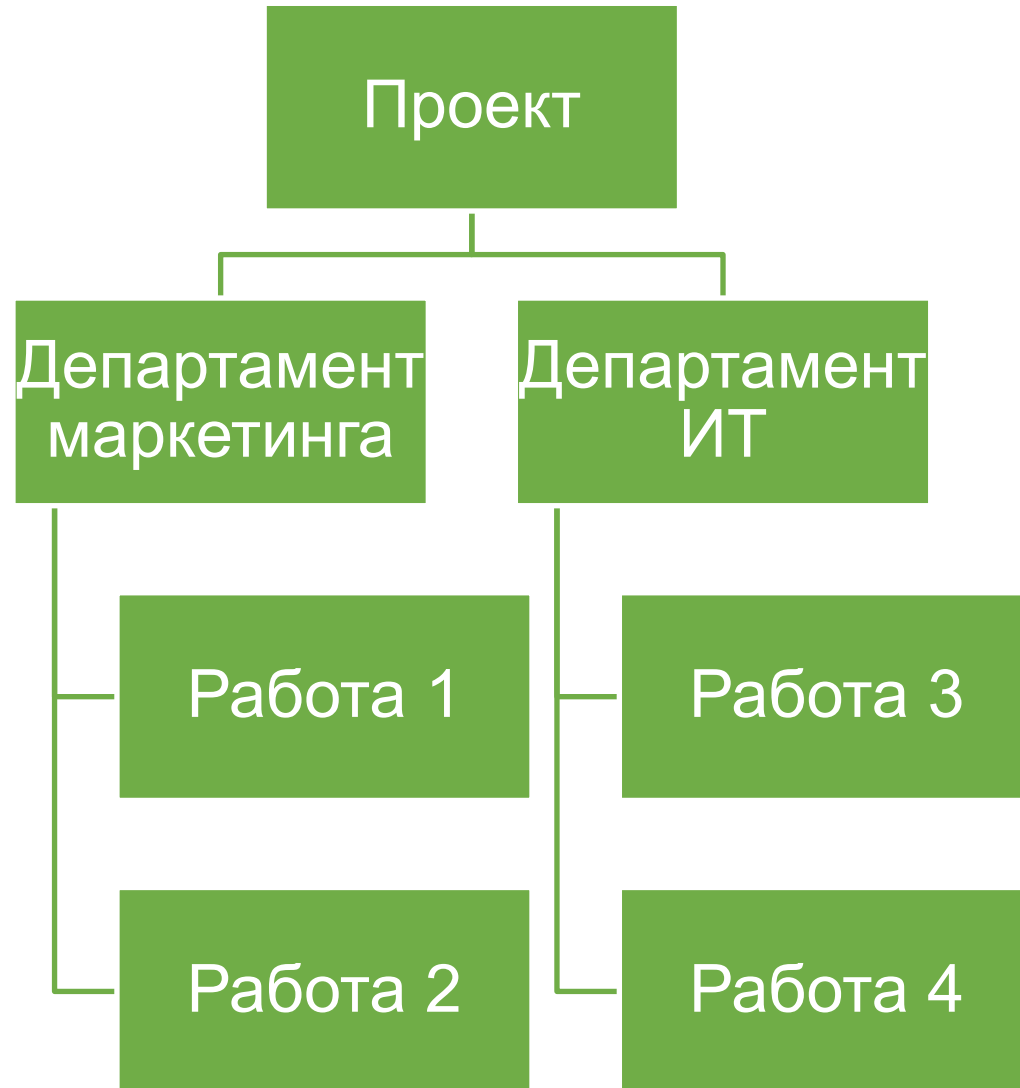 Проект
Департамент
маркетинга
Департамент
ИТ
Работа 1
Работа 3
Работа 2
Работа 4